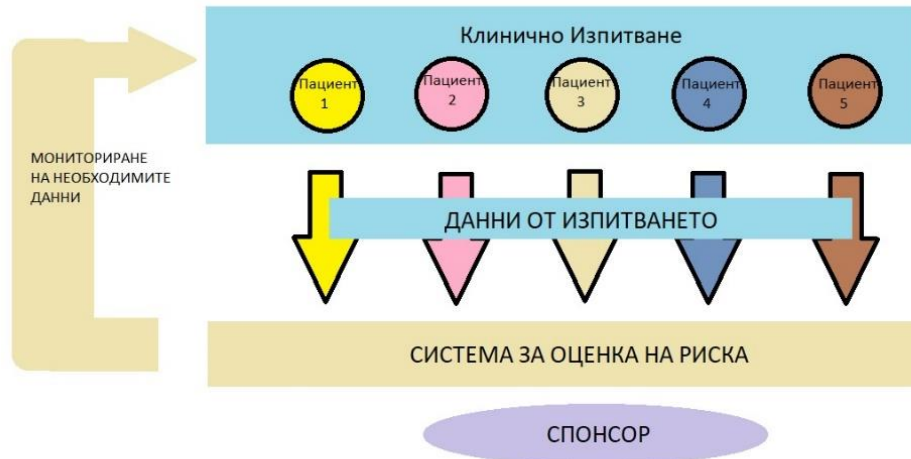 Клинично Изпитване
Пациент
1
Пациент
2
Пациент
3
Пациент
4
Пациент
5
МОНИТОРИРАНЕ
НА НЕОБХОДИМИТЕ
ДАННИ
ДАННИ ОТ ИЗПИТВАНЕТО
СИСТЕМА ЗА ОЦЕНКА НА РИСКА
СПОНСОР